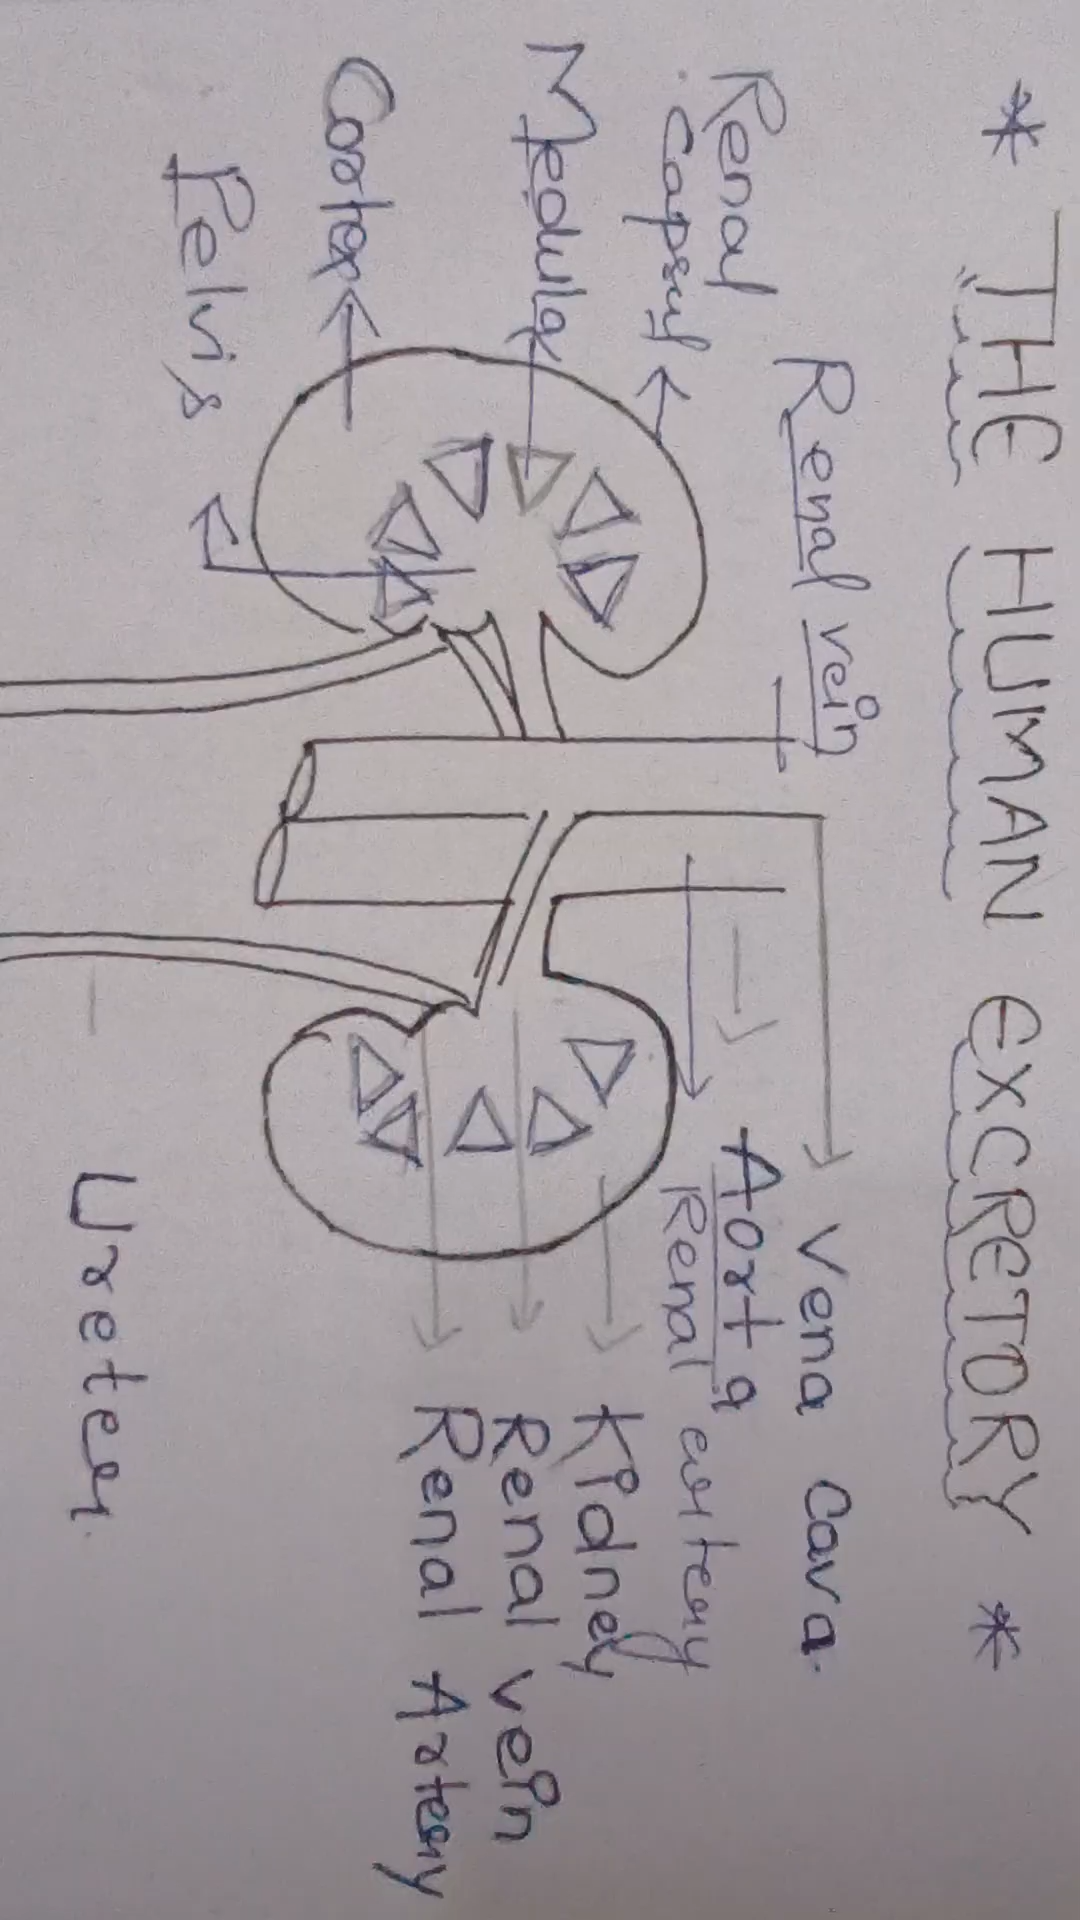 * THE HUMAN EXCRETORY *
Renal vein
Renal
Capsul
Medula
Cortex
Pelvis
Vena Cava.
Aorta
Renal artery
Kidney
Renal vein
Renal Artery
Ureter.